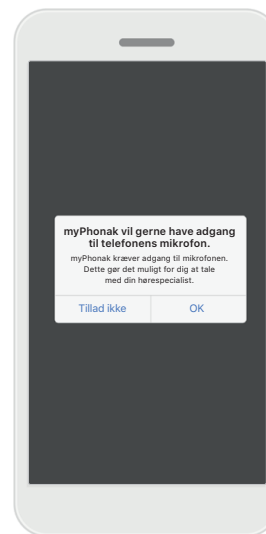 myPhonak vil gerne have adgang
til telefonens mikrofon.
myPhonak kræver adgang til mikrofonen.
Dette gør det muligt for dig at tale
med din hørespecialist.
Tillad ikke
OK